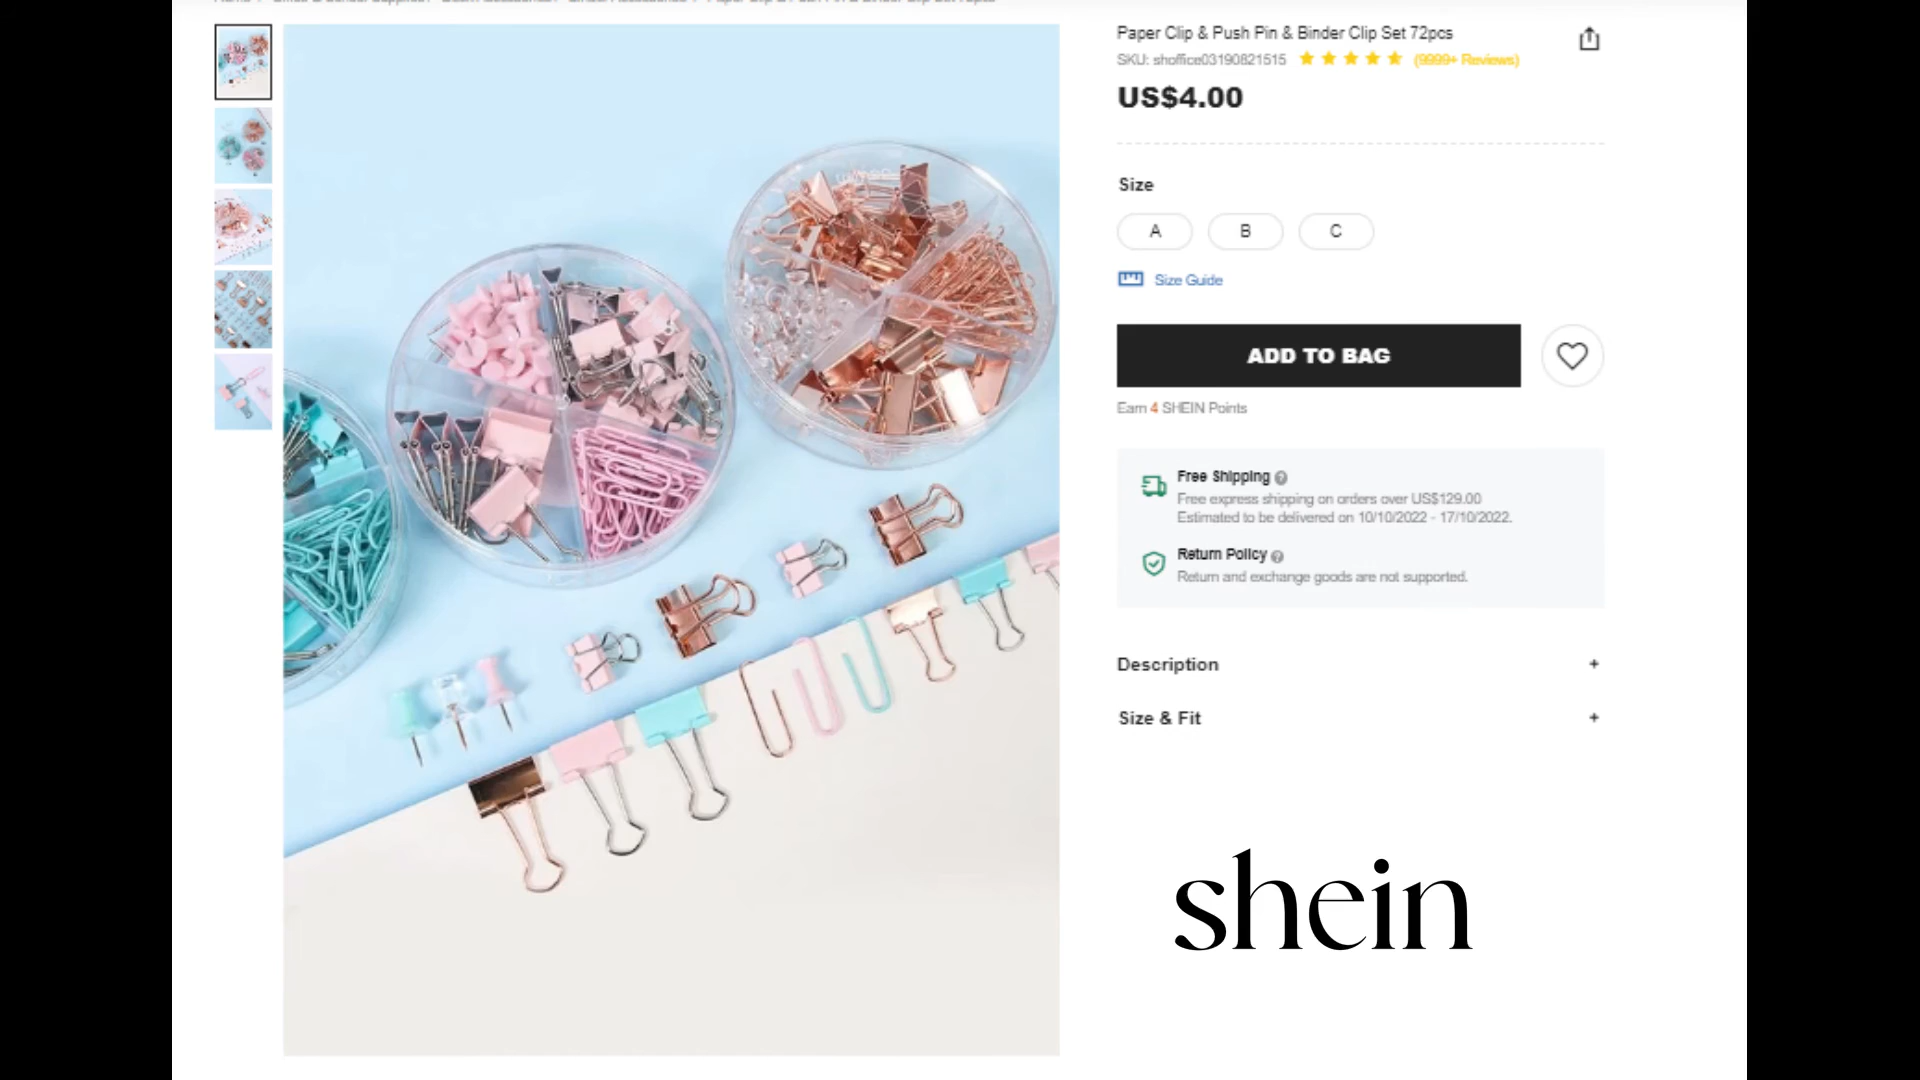 Paper Clip & Push Pin & Binder Clip Set 72pcs
SKU: shoffice03190821515 (9999+ Reviews)
US$4.00
Size
A B C
Size Guide
ADD TO BAG
Earn 4 SHEIN Points
Free Shipping
Free express shipping on orders over US$129.00
Estimated to be delivered on 10/10/2022 - 17/10/2022.
Return Policy
Return and exchange goods are not supported.
Description +
Size & Fit +
shein